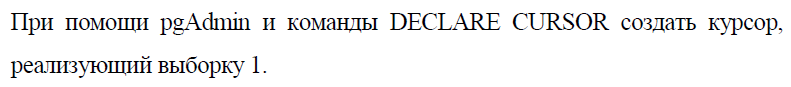 При помощи pgAdmin и команды DECLARE CURSOR создать курсор,
реализующий выборку 1.